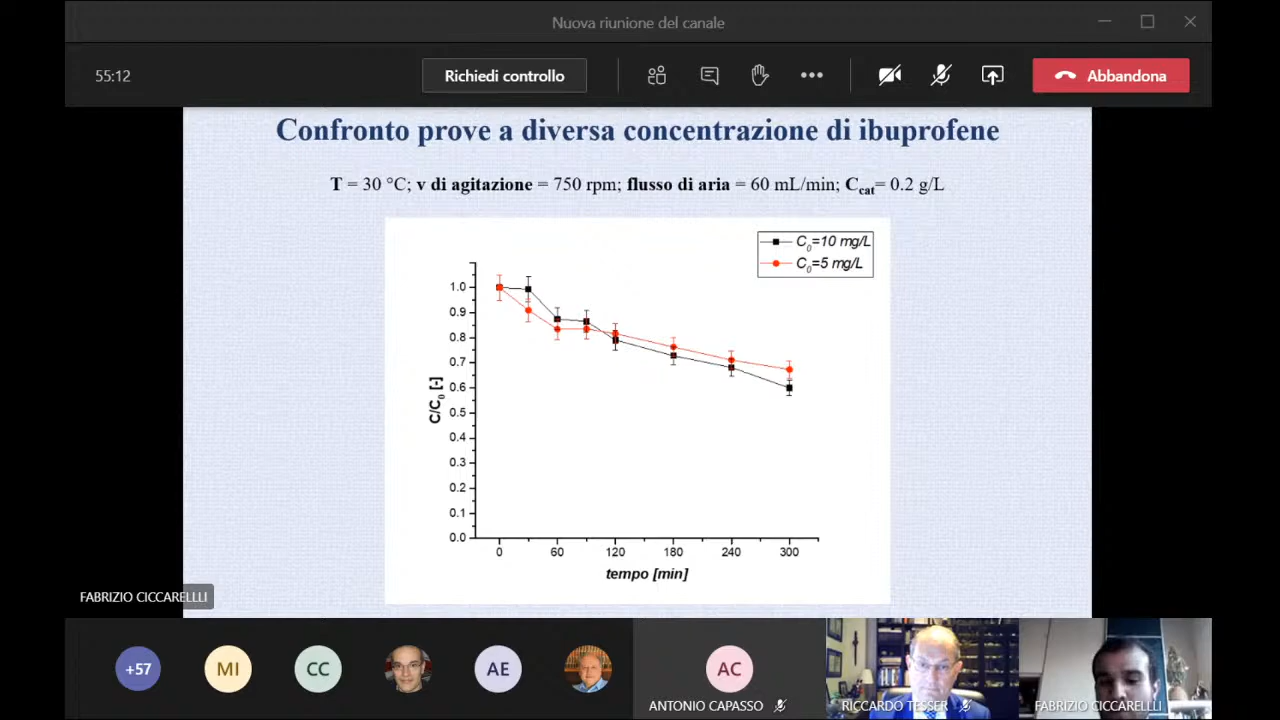 Nuova riunione del canale
55:12
Richiedi controllo
Abbandona
Confronto prove a diversa concentrazione di ibuprofene
T = 30 °C; v di agitazione = 750 rpm; flusso di aria = 60 mL/min; Ccat= 0.2 g/L
C0=10 mg/L
C0=5 mg/L
1.0
0.9
0.8
0.7
0.6
0.5
0.4
0.3
0.2
0.1
0.0
C/C0 [-]
0 60 120 180 240 300
tempo [min]
FABRIZIO CICCARELLLI
+57
MI
CC
AE
AC
ANTONIO CAPASSO
RICCARDO TESSER
FABRIZIO CICCARELLLI